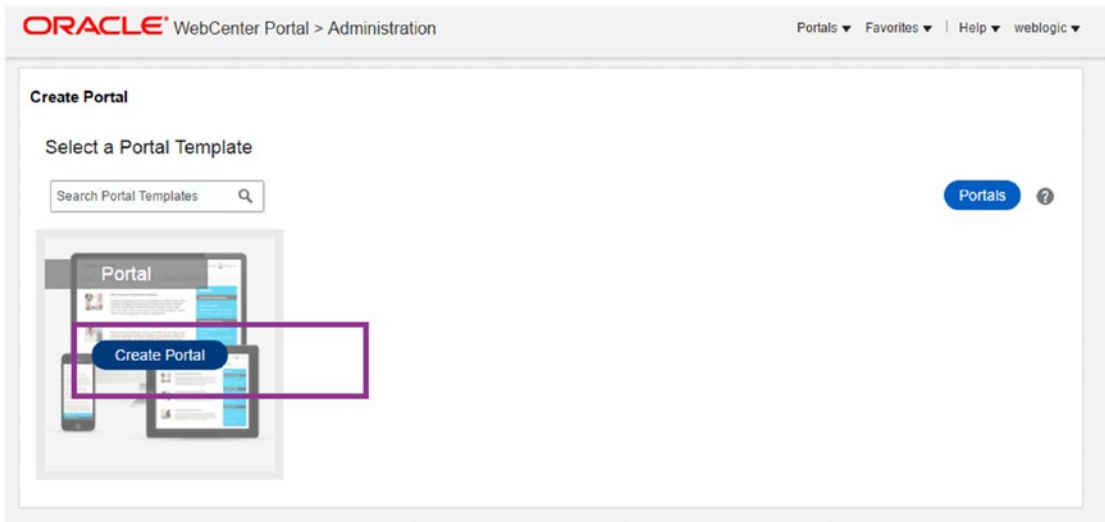 ORACLE® WebCenter Portal > Administration
Portals Favorites Help weblogic
Create Portal
Select a Portal Template
Search Portal Templates
Portals ?
Portal
Create Portal